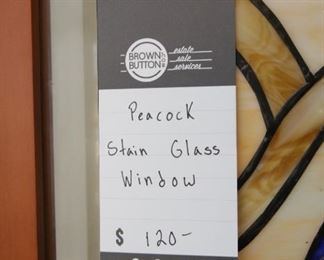 BROWN
BUTTON
estate
sale
services
Peacock
Stain Glass
Window
$ 120-